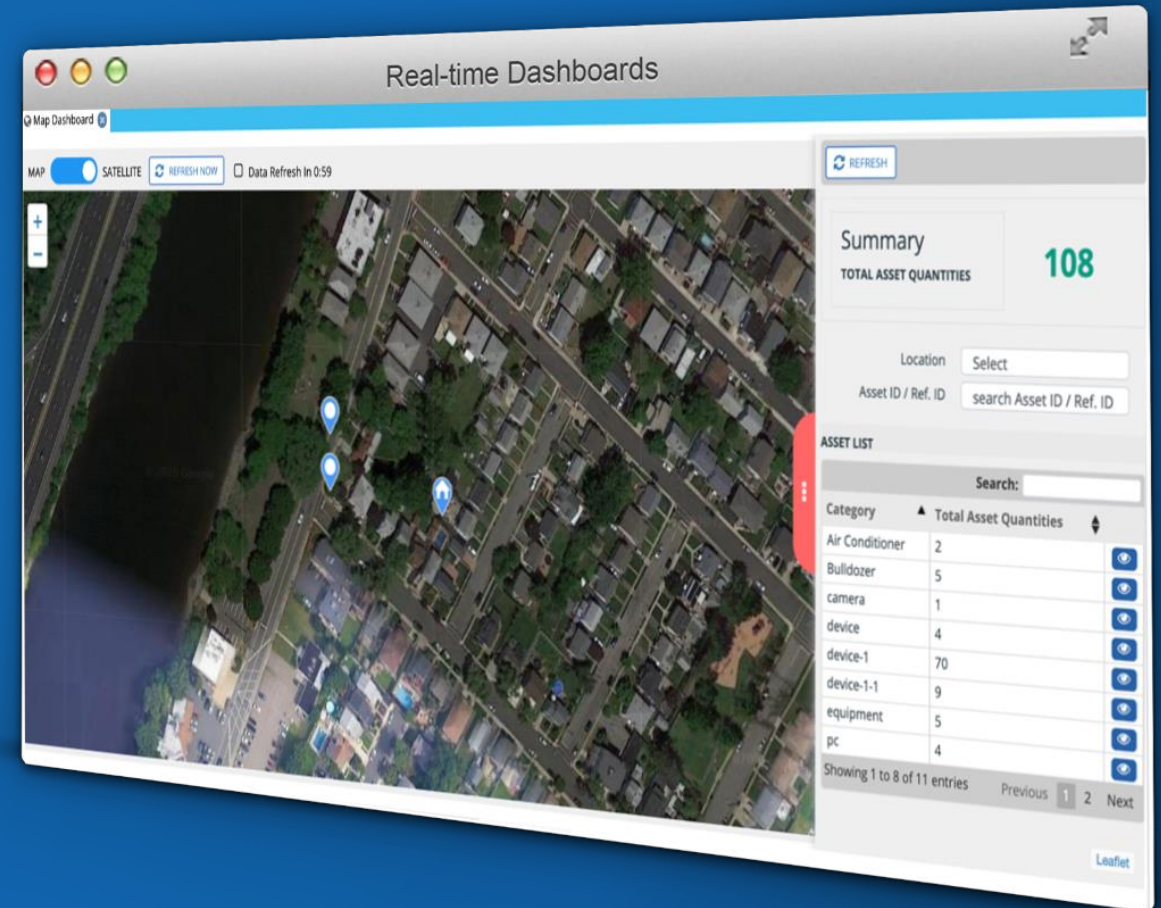 Real-time Dashboards
Map Dashboard
MAP SATELLITE REFRESH NOW Data Refresh In 0:59
+
−
REFRESH
Summary
TOTAL ASSET QUANTITIES
108
Location Select
Asset ID / Ref. ID search Asset ID / Ref. ID
ASSET LIST
Search:
Category Total Asset Quantities
Air Conditioner 2
Bulldozer 5
camera 1
device 4
device-1 70
device-1-1 9
equipment 5
pc 4
Showing 1 to 8 of 11 entries Previous 1 2 Next
Leaflet